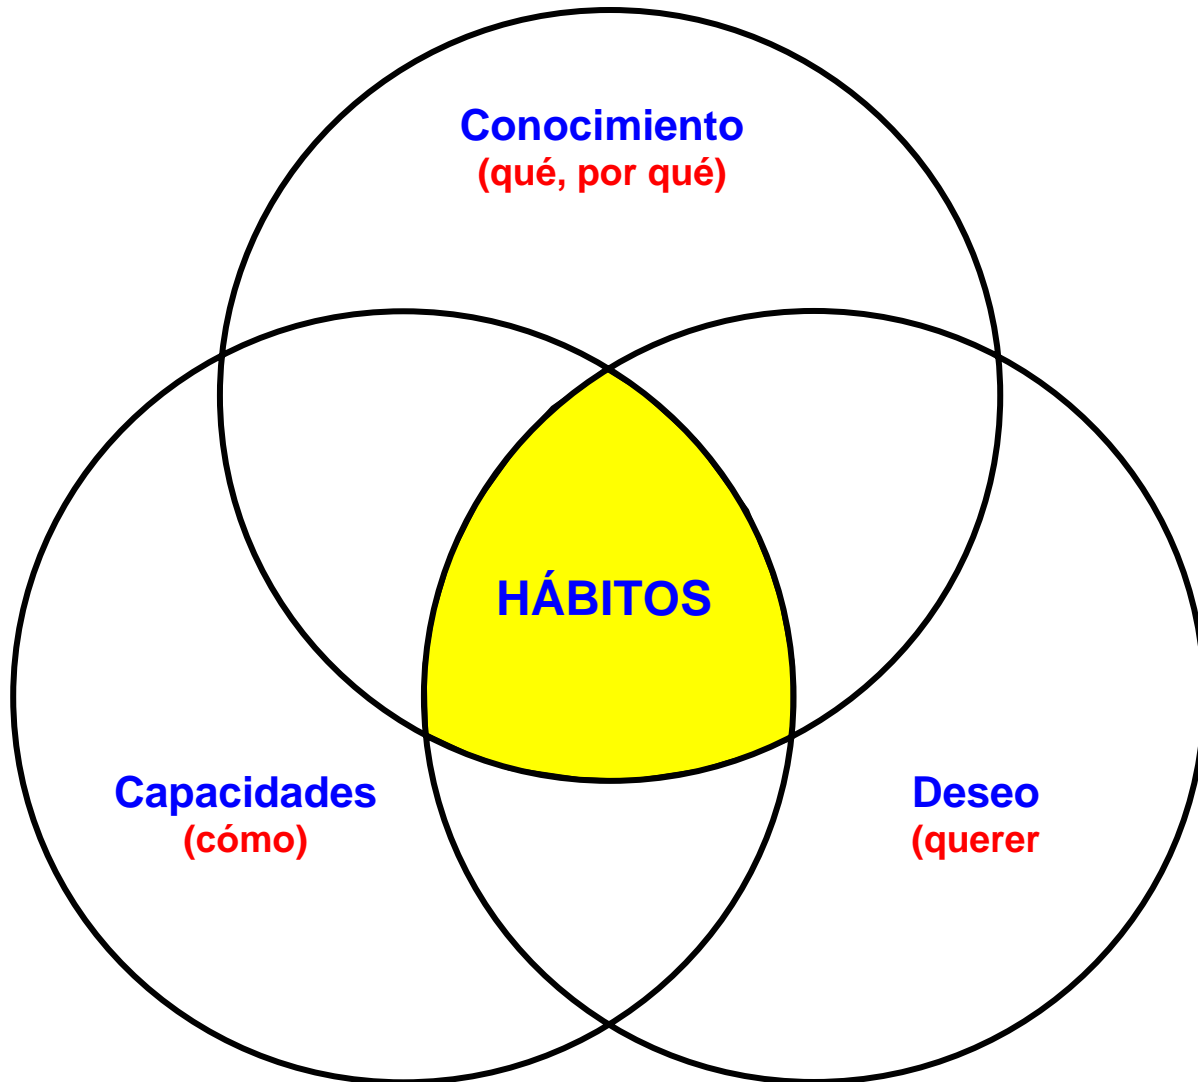 Conocimiento
(qué, por qué)
HÁBITOS
Capacidades
(cómo)
Deseo
(querer